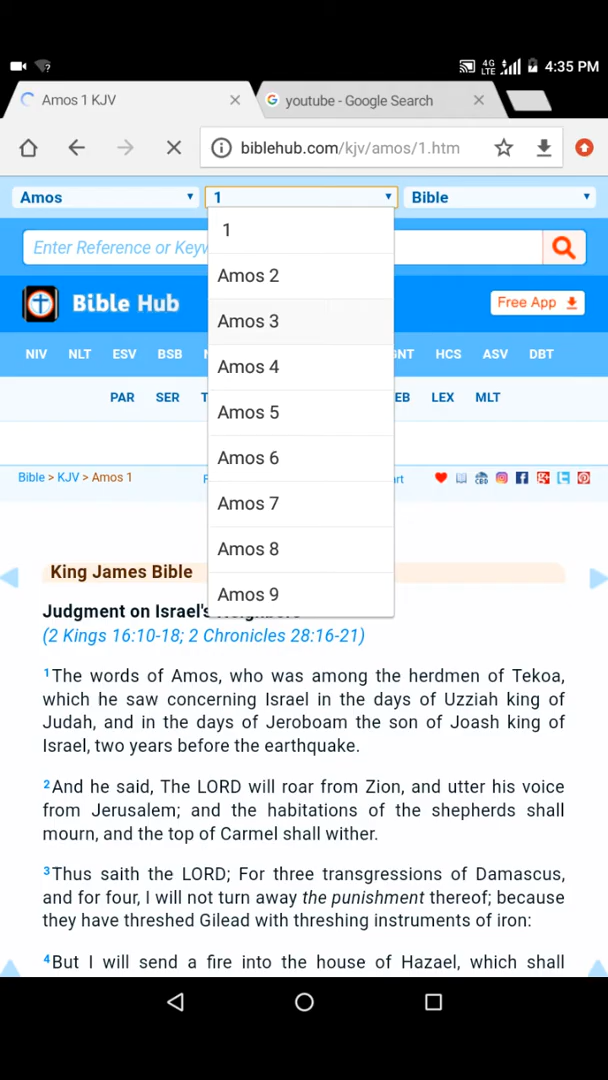 4G
LTE
4:35 PM
Amos 1 KJV
youtube - Google Search
biblehub.com/kjv/amos/1.htm
Amos
1
Bible
Enter Reference or Keyw
1
Amos 2
Amos 3
Amos 4
Amos 5
Amos 6
Amos 7
Amos 8
Amos 9
Bible Hub
Free App
NIV NLT ESV BSB HCS ASV DBT
PAR SER LEX MLT
Bible > KJV > Amos 1
King James Bible
Judgment on Israel's
(2 Kings 16:10-18; 2 Chronicles 28:16-21)
1The words of Amos, who was among the herdmen of Tekoa,
which he saw concerning Israel in the days of Uzziah king of
Judah, and in the days of Jeroboam the son of Joash king of
Israel, two years before the earthquake.
2And he said, The LORD will roar from Zion, and utter his voice
from Jerusalem; and the habitations of the shepherds shall
mourn, and the top of Carmel shall wither.
3Thus saith the LORD; For three transgressions of Damascus,
and for four, I will not turn away the punishment thereof; because
they have threshed Gilead with threshing instruments of iron:
4But I will send a fire into the house of Hazael, which shall